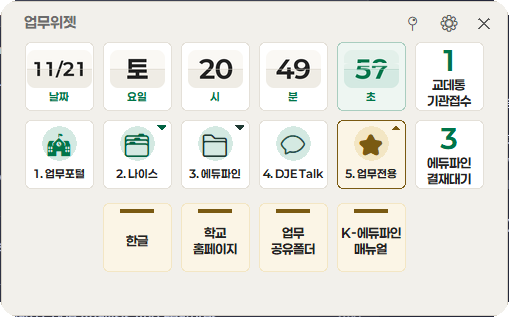 업무위젯
11/21 토 20 49 57 1
날짜 요일 시 분 초 교데통
기관접수
1. 업무포털 2. 나이스 3. 에듀파인 4. DJE Talk 5. 업무전용 3
에듀파인
결재대기
한글 학교 업무 K-에듀파인
홈페이지 공유폴더 매뉴얼